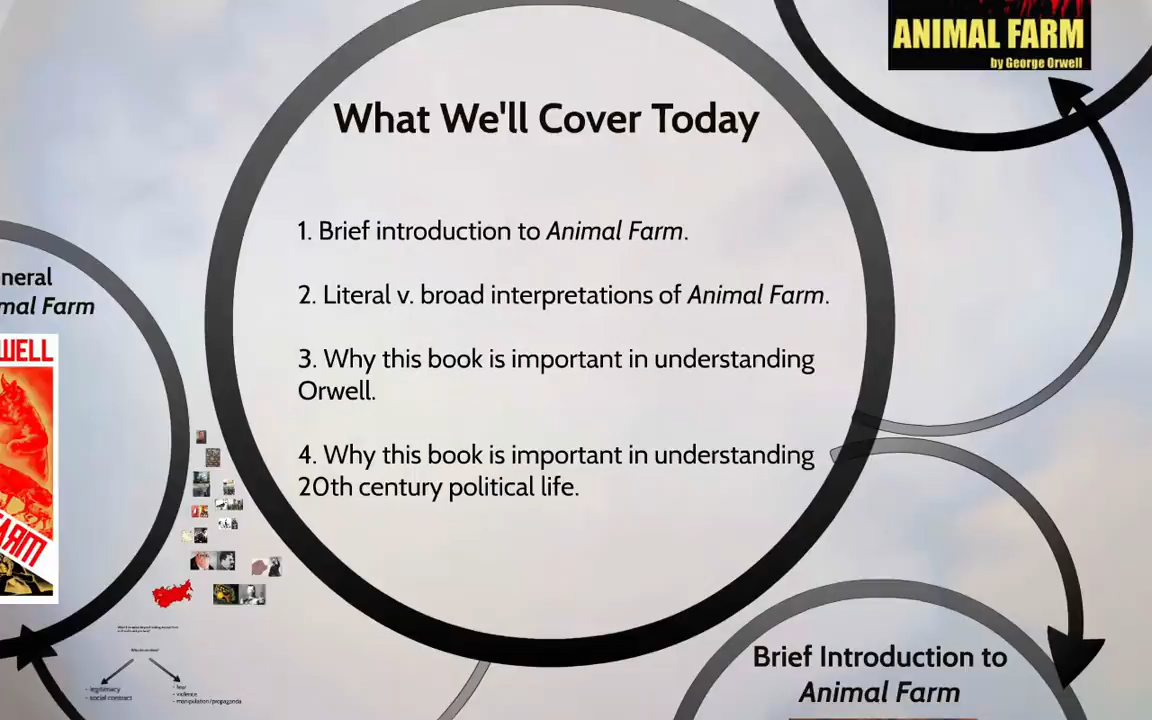 ANIMAL FARM
by George Orwell
What We'll Cover Today
1. Brief introduction to Animal Farm.
2. Literal v. broad interpretations of Animal Farm.
3. Why this book is important in understanding
Orwell.
4. Why this book is important in understanding
20th century political life.
neral
mal Farm
WELL
FARM
- legitimacy
- social contract
- fear
- violence
- manipulation/propaganda
Brief Introduction to
Animal Farm